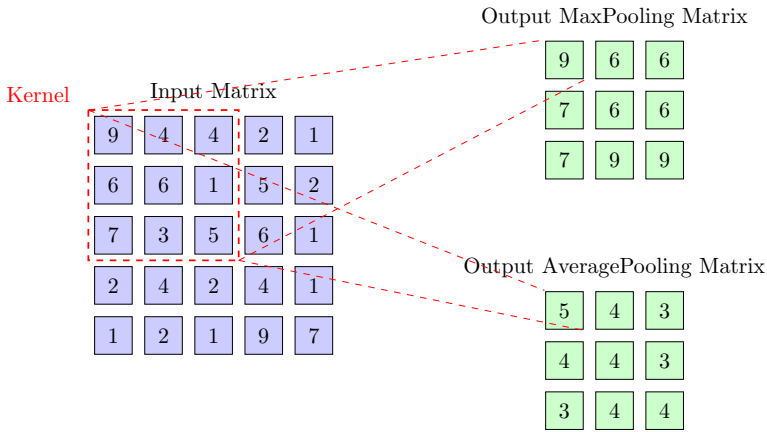 Output MaxPooling Matrix
9 6 6
7 6 6
7 9 9
Kernel
Input Matrix
9 4 4 2 1
6 6 1 5 2
7 3 5 6 1
2 4 2 4 1
1 2 1 9 7
Output AveragePooling Matrix
5 4 3
4 4 3
3 4 4